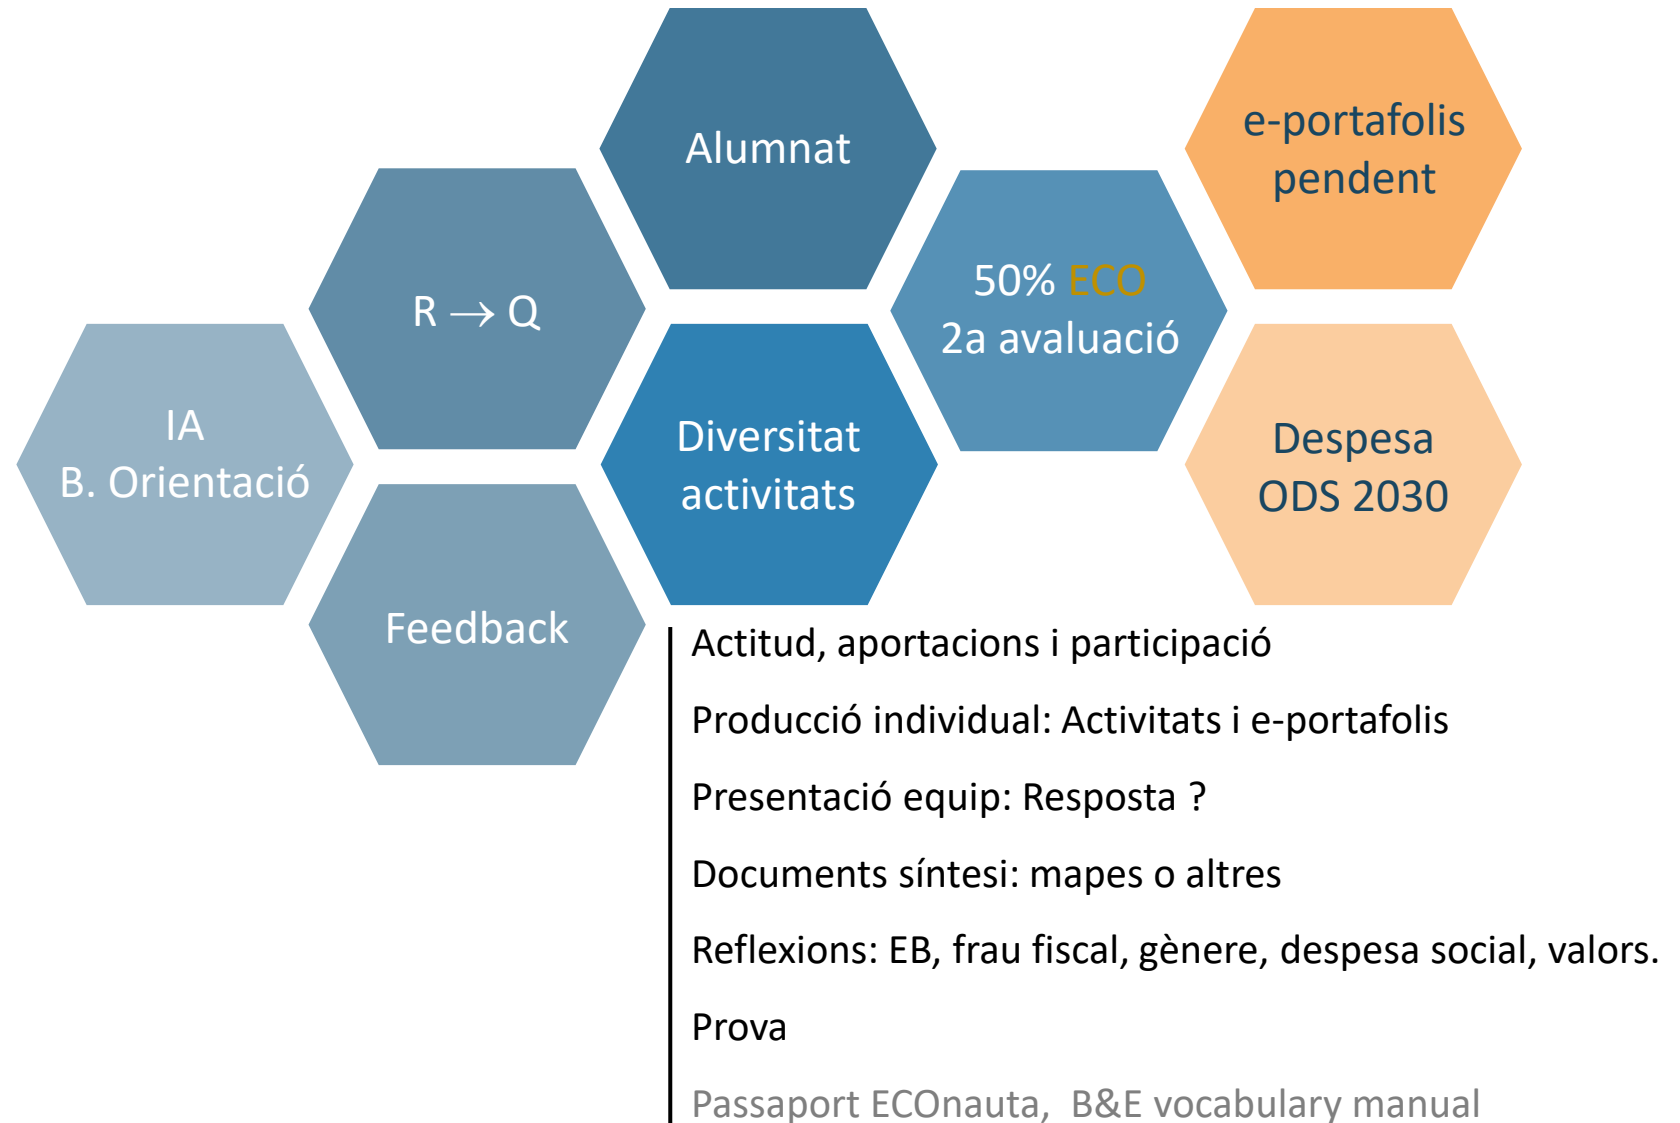 IA
B. Orientació
R → Q
Feedback
Alumnat
Diversitat
activitats
50% ECO
2a avaluació
e-portafolis
pendent
Despesa
ODS 2030
Actitud, aportacions i participació
Producció individual: Activitats i e-portafolis
Presentació equip: Resposta ?
Documents síntesi: mapes o altres
Reflexions: EB, frau fiscal, gènere, despesa social, valors.
Prova
Passaport ECOnauta, B&E vocabulary manual